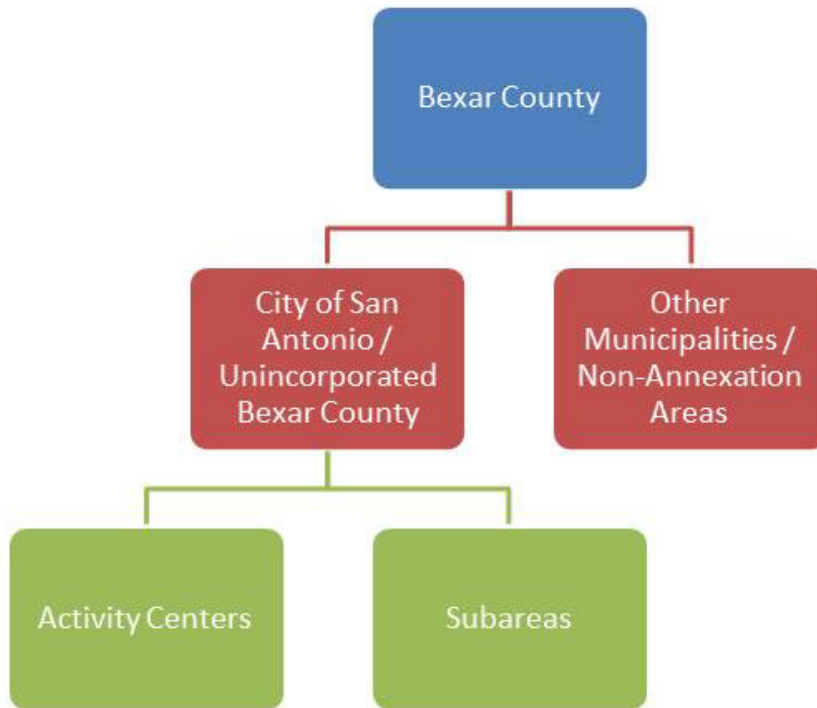 Bexar County
City of San
Antonio /
Unincorporated
Bexar County
Other
Municipalities /
Non-Annexation
Areas
Activity Centers
Subareas